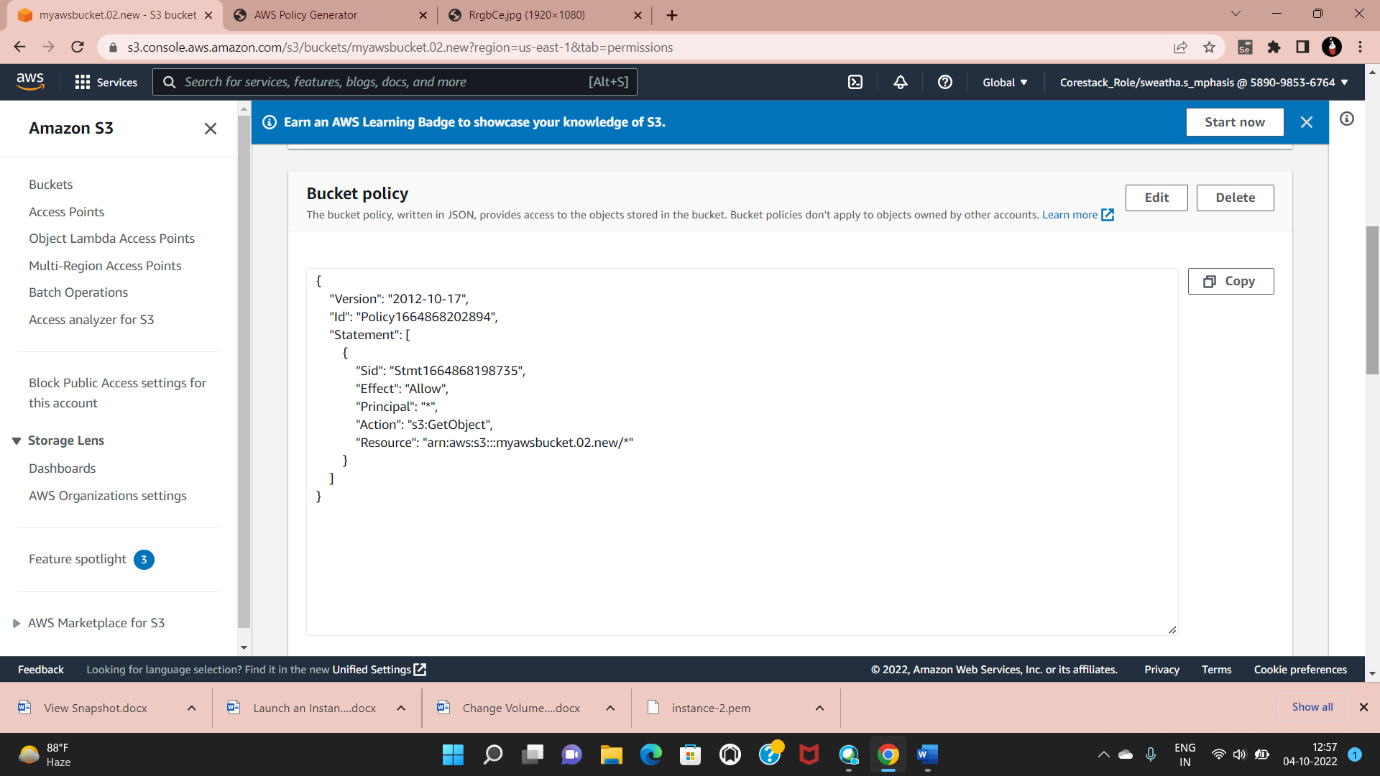 myawsbucket.02.new - S3 bucket
AWS Policy Generator
RrgbCe.jpg (1920×1080)
s3.console.aws.amazon.com/s3/buckets/myawsbucket.02.new?region=us-east-1&tab=permissions
aws
Services
Search for services, features, blogs, docs, and more
[Alt+S]
Global
Corestack_Role/sweatha.s_mphasis @ 5890-9853-6764
Amazon S3
Earn an AWS Learning Badge to showcase your knowledge of S3.
Start now
Buckets
Access Points
Object Lambda Access Points
Multi-Region Access Points
Batch Operations
Access analyzer for S3
Block Public Access settings for
this account
Storage Lens
Dashboards
AWS Organizations settings
Feature spotlight 3
AWS Marketplace for S3
Bucket policy
The bucket policy, written in JSON, provides access to the objects stored in the bucket. Bucket policies don't apply to objects owned by other accounts. Learn more
Edit
Delete
Copy
{
"Version": "2012-10-17",
"Id": "Policy1664868202894",
"Statement": [
{
"Sid": "Stmt1664868198735",
"Effect": "Allow",
"Principal": "*",
"Action": "s3:GetObject",
"Resource": "arn:aws:s3:::myawsbucket.02.new/*"
}
]
}
Feedback
Looking for language selection? Find it in the new Unified Settings
© 2022, Amazon Web Services, Inc. or its affiliates.
Privacy
Terms
Cookie preferences
View Snapshot.docx
Launch an Instan....docx
Change Volume....docx
instance-2.pem
Show all
88°F
Haze
ENG
IN
12:57
04-10-2022
1